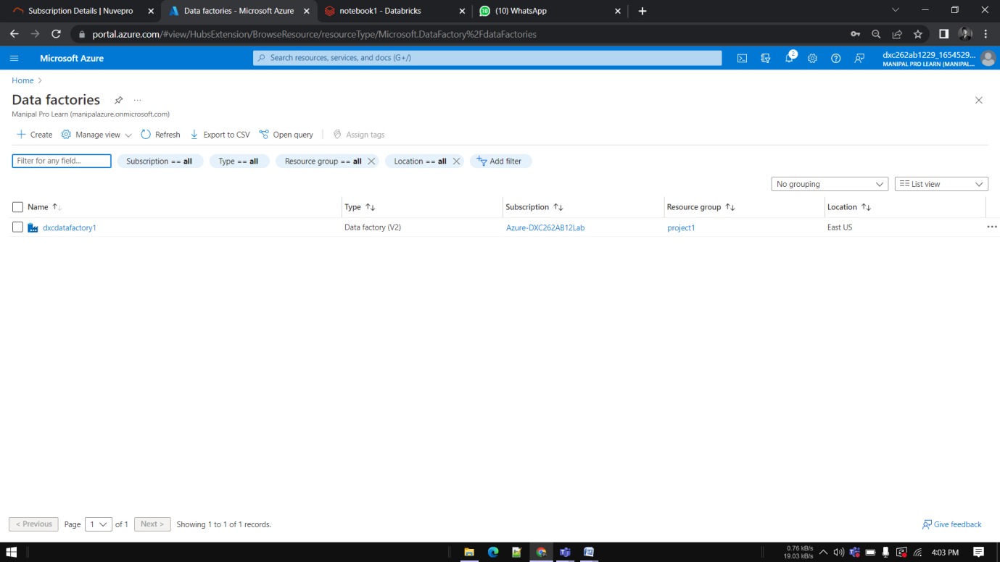 Subscription Details | Nuvepro
Data factories - Microsoft Azure
notebook1 - Databricks
10 (10) WhatsApp
portal.azure.com/#view/HubsExtension/BrowseResource/resourceType/Microsoft.DataFactory%2FdataFactories
Microsoft Azure
Search resources, services, and docs (G+/)
2
dxc262ab1229_1654529...
MANIPAL PRO LEARN (MANIPAL...
Home >
Data factories ...
Manipal Pro Learn (manipalazure.onmicrosoft.com)
+ Create Manage view Refresh Export to CSV Open query Assign tags
Filter for any field... Subscription == all Type == all Resource group == all Location == all Add filter
No grouping List view
Name ↑↓ Type ↑↓ Subscription ↑↓ Resource group ↑↓ Location ↑↓
dxcdatafactory1 Data factory (V2) Azure-DXC262AB12Lab project1 East US ...
< Previous Page 1 of 1 Next > Showing 1 to 1 of 1 records. Give feedback
0.76 kB/s
19.03 kB/s
4:03 PM